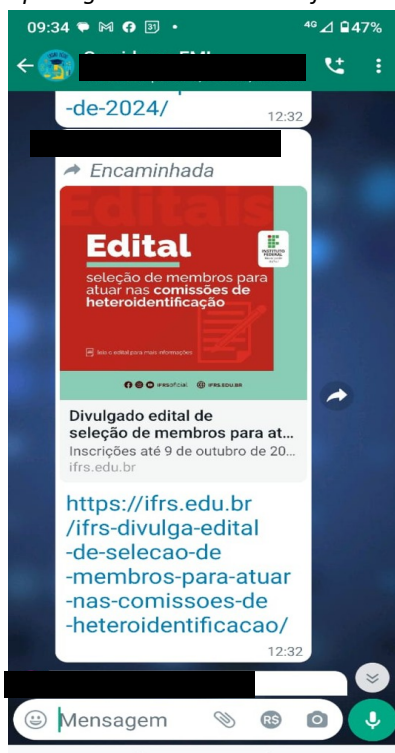 09:34
4G
47%
-de-2024/
12:32
Encaminhada
Editais
Edital
INSTITUTO
FEDERAL
seleção de membros para
atuar nas comissões de
heteroidentificação
leia o edital para mais informações
IFRSOFICIAL IFRS.EDU.BR
Divulgado edital de
seleção de membros para at...
Inscrições até 9 de outubro de 20...
ifrs.edu.br
https://ifrs.edu.br
/ifrs-divulga-edital
-de-selecao-de
-membros-para-atuar
-nas-comissoes-de
-heteroidentificacao/
12:32
Mensagem
RS